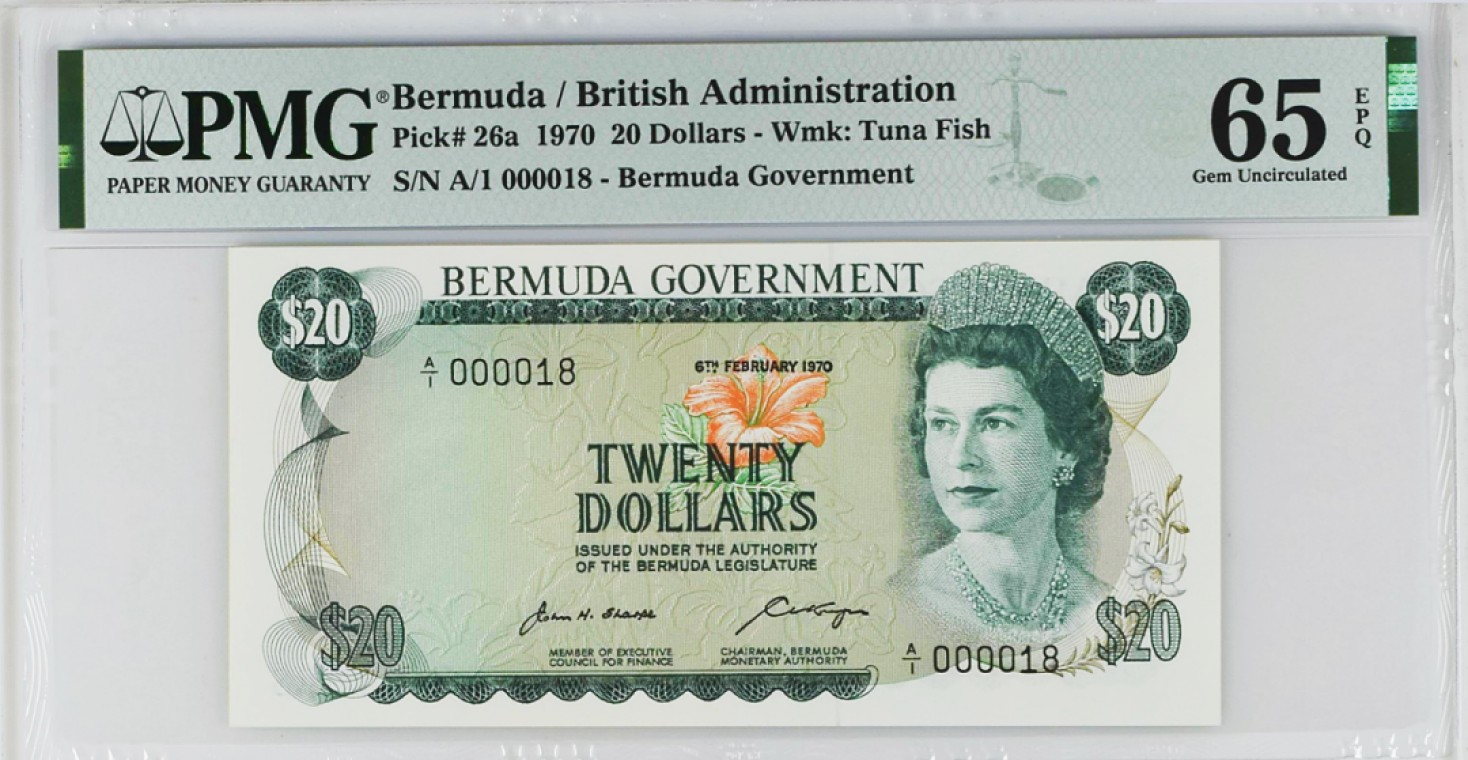 PMG®
PAPER MONEY GUARANTY
Bermuda / British Administration
Pick# 26a 1970 20 Dollars - Wmk: Tuna Fish
S/N A/1 000018 - Bermuda Government
65 EPQ
Gem Uncirculated
BERMUDA GOVERNMENT
$20
$20
A/1 000018
6TH FEBRUARY 1970
TWENTY
DOLLARS
ISSUED UNDER THE AUTHORITY
OF THE BERMUDA LEGISLATURE
John H. Sharpe
MEMBER OF EXECUTIVE
COUNCIL FOR FINANCE
CHAIRMAN, BERMUDA
MONETARY AUTHORITY
$20
A/1 000018
$20